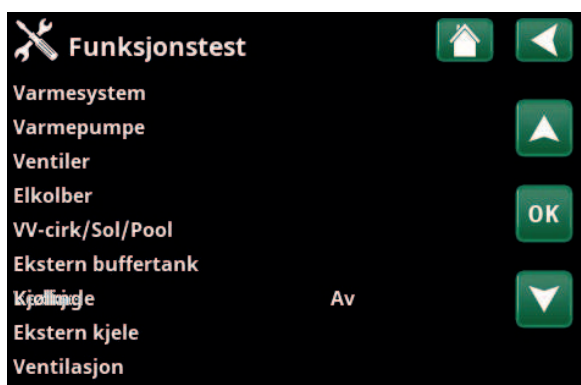 Funksjonstest
Varmesystem
Varmepumpe
Ventiler
Elkolber
VV-cirk/Sol/Pool
OK
Ekstern buffertank
Av
Ekstern kjele
Ventilasjon